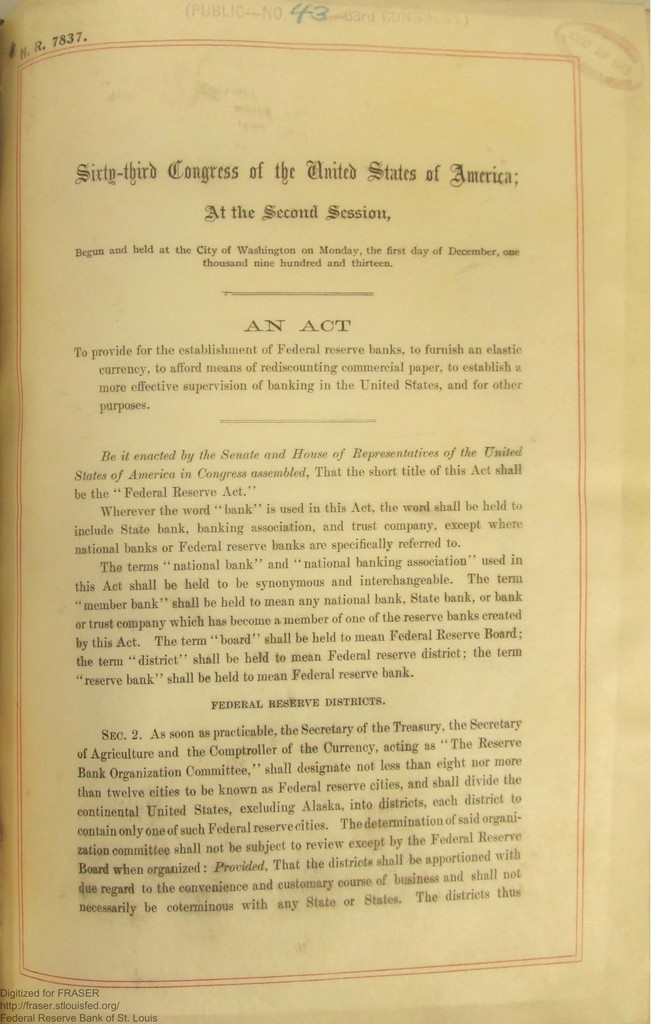 (PUBLIC--NO. 43--63rd CONGRESS)
H. R. 7837.
Sixty-third Congress of the United States of America;
At the Second Session,
Begun and held at the City of Washington on Monday, the first day of December, one
thousand nine hundred and thirteen.
AN ACT
To provide for the establishment of Federal reserve banks, to furnish an elastic
currency, to afford means of rediscounting commercial paper, to establish a
more effective supervision of banking in the United States, and for other
purposes.
Be it enacted by the Senate and House of Representatives of the United
States of America in Congress assembled, That the short title of this Act shall
be the “Federal Reserve Act.”
Wherever the word “bank” is used in this Act, the word shall be held to
include State bank, banking association, and trust company, except where
national banks or Federal reserve banks are specifically referred to.
The terms “national bank” and “national banking association” used in
this Act shall be held to be synonymous and interchangeable. The term
“member bank” shall be held to mean any national bank, State bank, or bank
or trust company which has become a member of one of the reserve banks created
by this Act. The term “board” shall be held to mean Federal Reserve Board;
the term “district” shall be held to mean Federal reserve district; the term
“reserve bank” shall be held to mean Federal reserve bank.
FEDERAL RESERVE DISTRICTS.
SEC. 2. As soon as practicable, the Secretary of the Treasury, the Secretary
of Agriculture and the Comptroller of the Currency, acting as “The Reserve
Bank Organization Committee,” shall designate not less than eight nor more
than twelve cities to be known as Federal reserve cities, and shall divide the
continental United States, excluding Alaska, into districts, each district to
contain only one of such Federal reserve cities. The determination of said organi-
zation committee shall not be subject to review except by the Federal Reserve
Board when organized: Provided, That the districts shall be apportioned with
due regard to the convenience and customary course of business and shall not
necessarily be coterminous with any State or States. The districts thus
Digitized for FRASER
http://fraser.stlouisfed.org/
Federal Reserve Bank of St. Louis